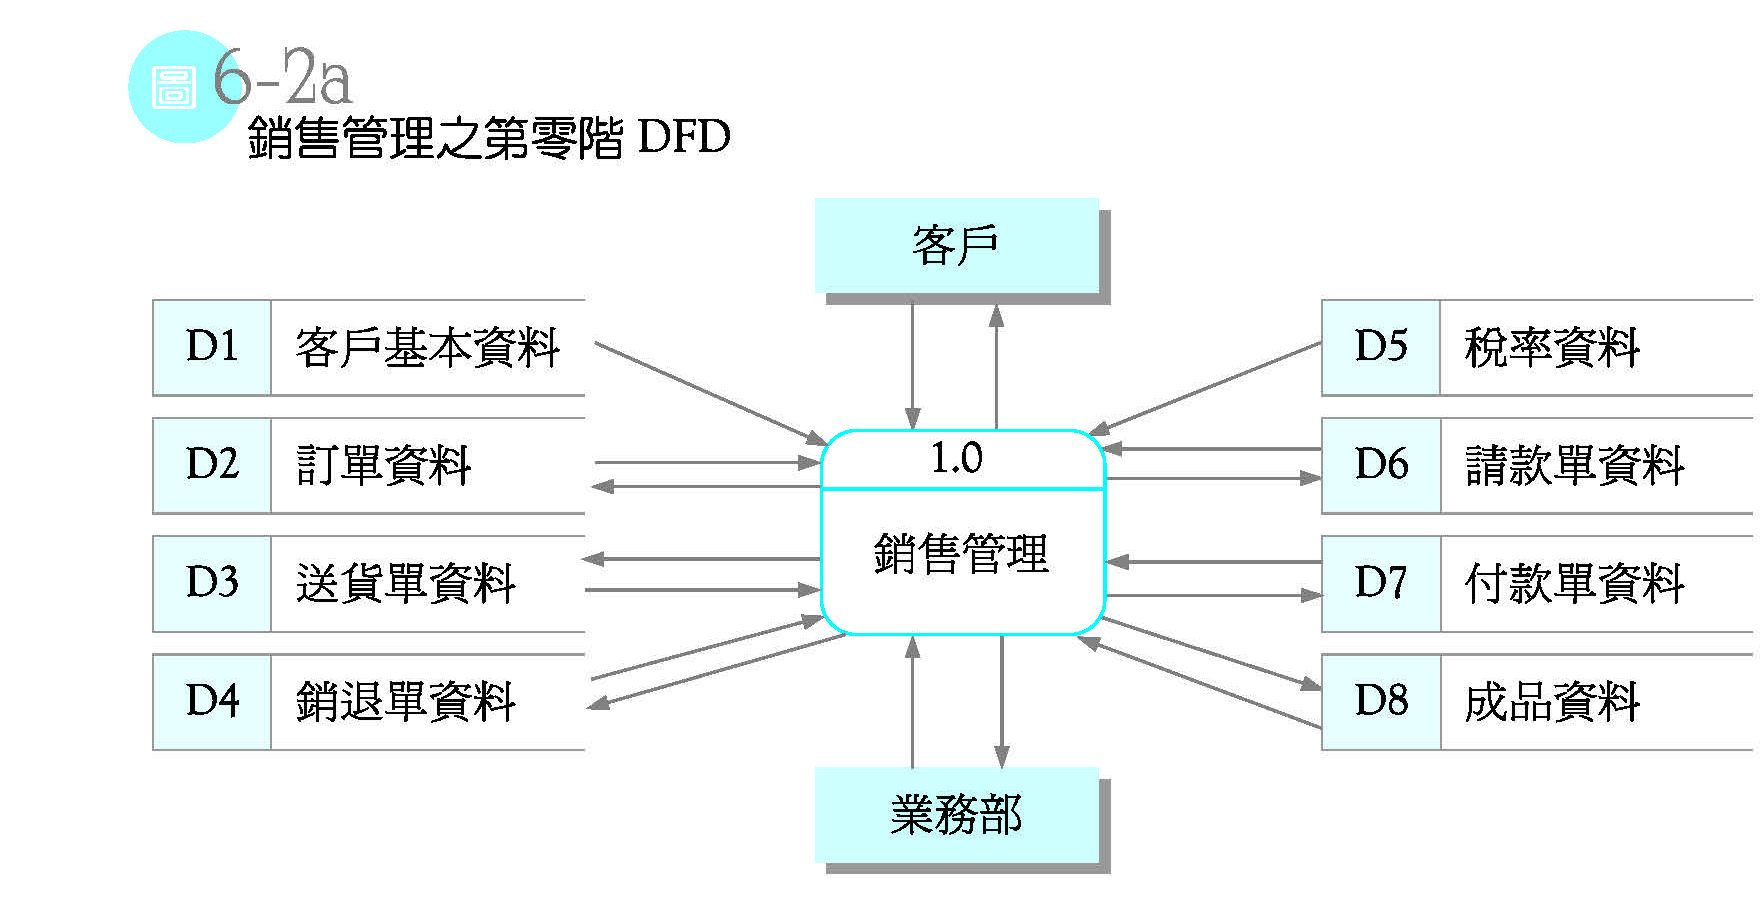 圖 6-2a
銷售管理之第零階 DFD
客戶
D1 客戶基本資料
D2 訂單資料
D3 送貨單資料
D4 銷退單資料
1.0
銷售管理
D5 稅率資料
D6 請款單資料
D7 付款單資料
D8 成品資料
業務部